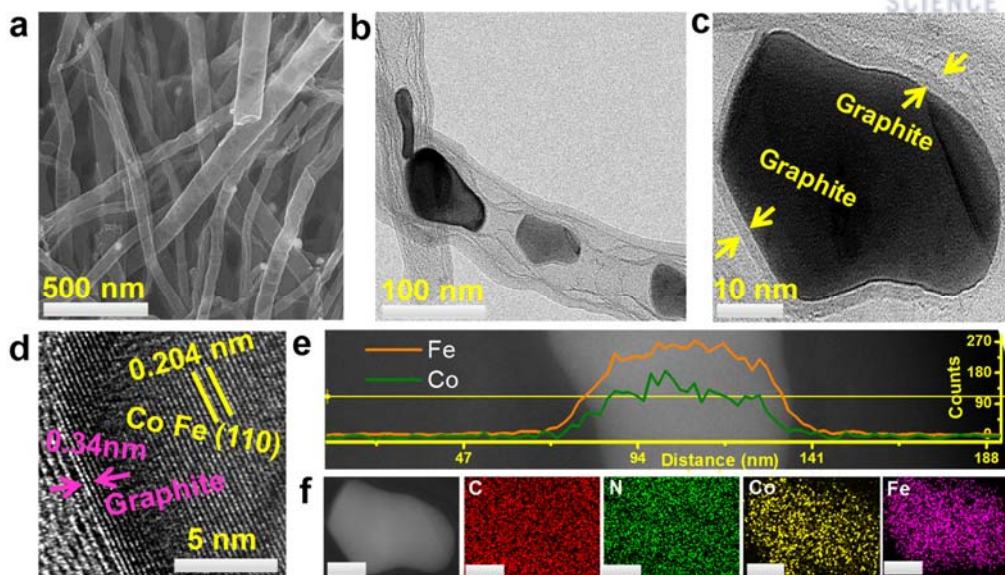 SCIENCE
a
500 nm
b
100 nm
c
Graphite
Graphite
10 nm
d
0.204 nm
Co Fe (110)
0.34nm
Graphite
5 nm
e
Fe
Co
270
180
90
0
Counts
47
94
Distance (nm)
141
188
f
C
N
Co
Fe